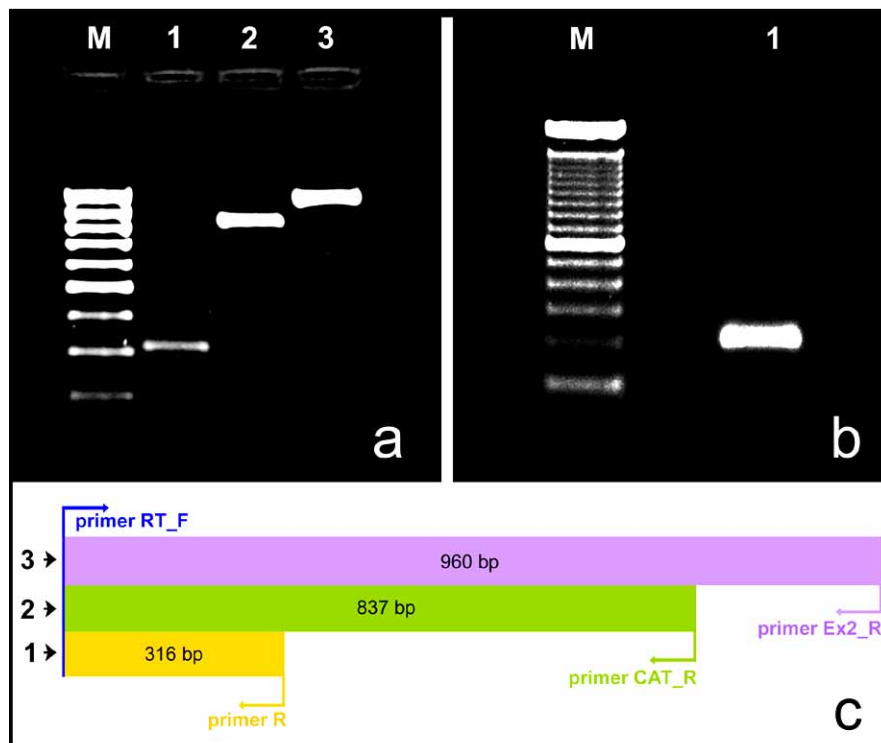 M 1 2 3
M 1
a
b
primer RT_F
3 960 bp
2 837 bp
primer Ex2_R
1 316 bp
primer CAT_R
primer R
c